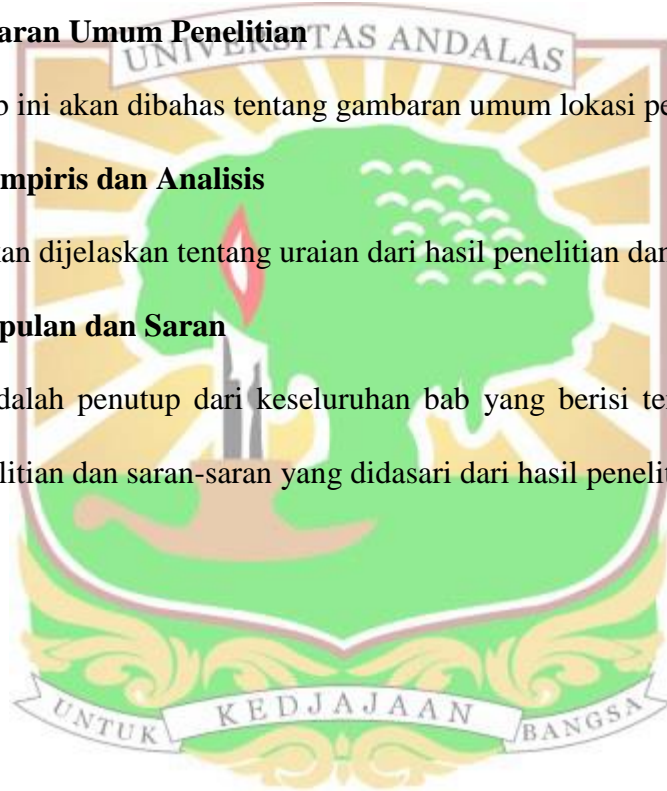 aran Umum Penelitian
UNIVERSITAS ANDALAS
ini akan dibahas tentang gambaran umum lokasi pe
mpiris dan Analisis
an dijelaskan tentang uraian dari hasil penelitian dan
pulan dan Saran
dalah penutup dari keseluruhan bab yang berisi te
litian dan saran-saran yang didasari dari hasil penelit
UNTUK KEDJAJAAN BANGSA